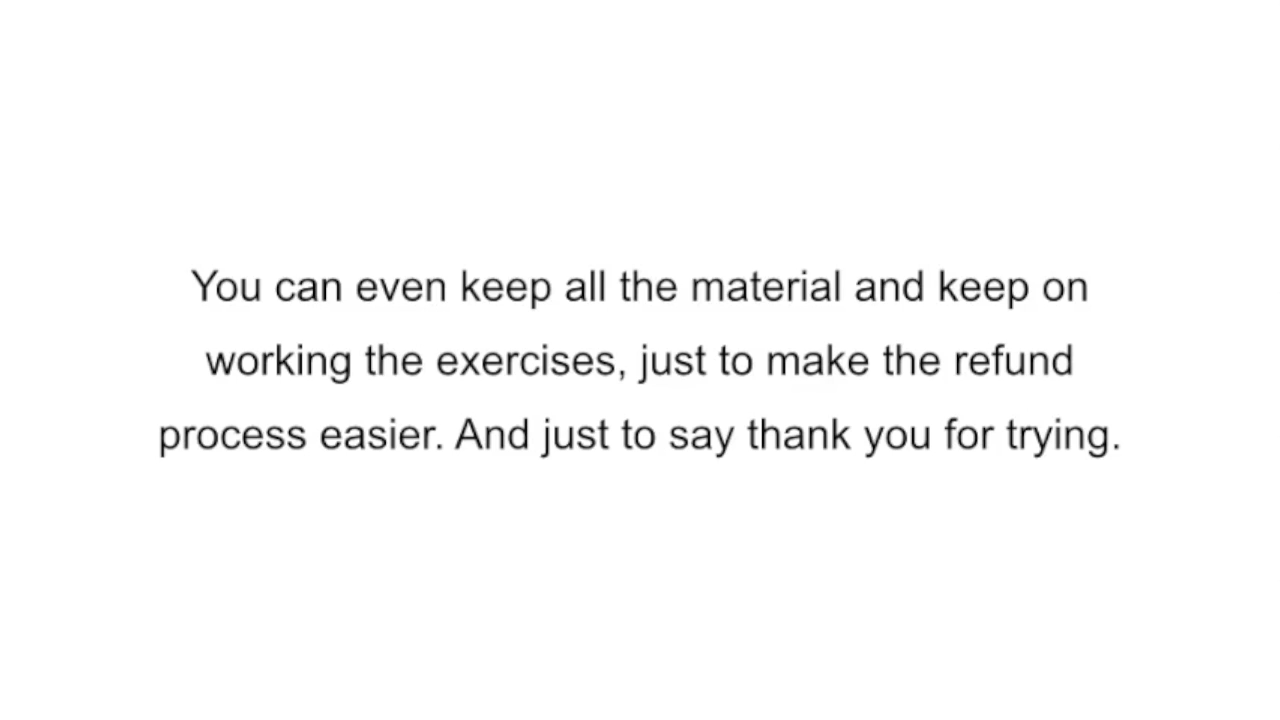 You can even keep all the material and keep on
working the exercises, just to make the refund
process easier. And just to say thank you for trying.